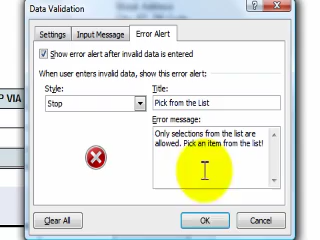 Data Validation
Settings Input Message Error Alert
Show error alert after invalid data is entered
When user enters invalid data, show this error alert:
Style: Title:
Stop Pick from the List
Error message:
Only selections from the list are
allowed. Pick an item from the list!
P VIA
Clear All OK Cancel